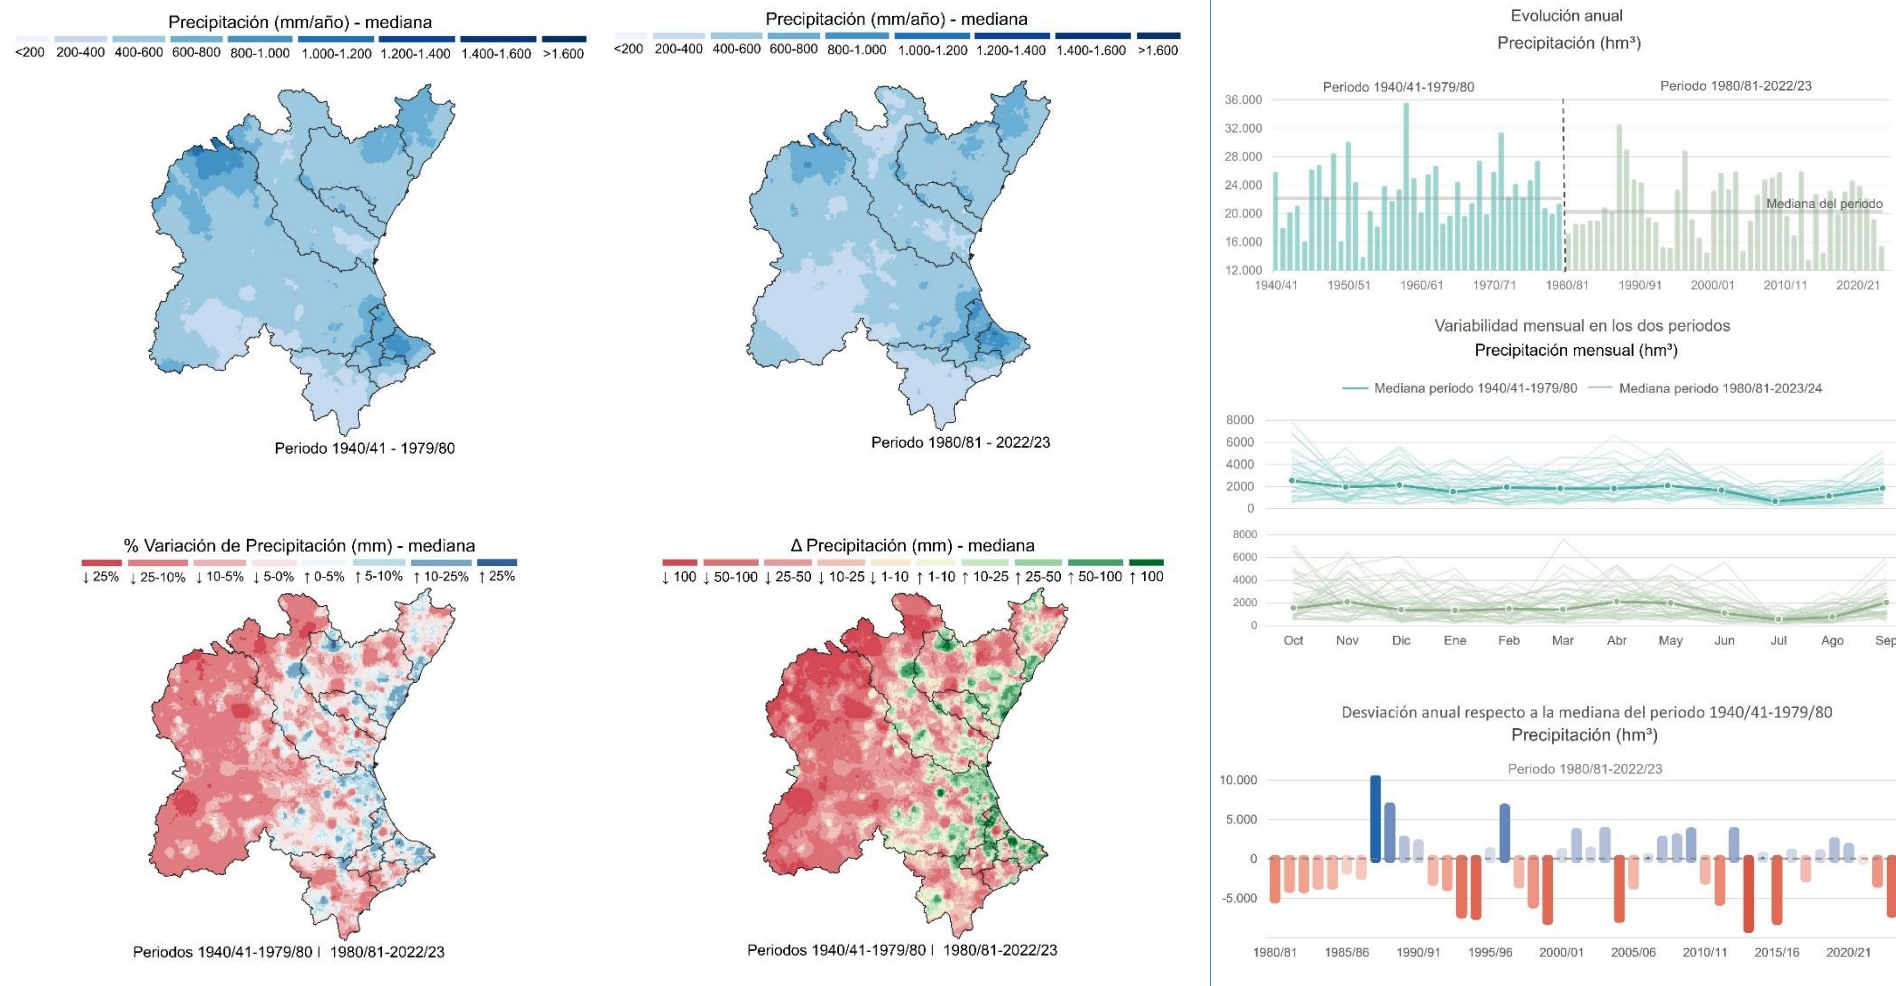 Precipitación (mm/año) - mediana
<200 200-400 400-600 600-800 800-1.000 1.000-1.200 1.200-1.400 1.400-1.600 >1.600
Periodo 1940/41 - 1979/80
Precipitación (mm/año) - mediana
<200 200-400 400-600 600-800 800-1.000 1.000-1.200 1.200-1.400 1.400-1.600 >1.600
Periodo 1980/81 - 2022/23
% Variación de Precipitación (mm) - mediana
↓ 25% ↓ 25-10% ↓ 10-5% ↓ 5-0% ↑ 0-5% ↑ 5-10% ↑ 10-25% ↑ 25%
Periodos 1940/41-1979/80 | 1980/81-2022/23
Δ Precipitación (mm) - mediana
↓ 100 ↓ 50-100 ↓ 25-50 ↓ 10-25 ↓ 1-10 ↑ 1-10 ↑ 10-25 ↑ 25-50 ↑ 50-100 ↑ 100
Periodos 1940/41-1979/80 | 1980/81-2022/23
Evolución anual
Precipitación (hm³)
Periodo 1940/41-1979/80 Periodo 1980/81-2022/23
36.000
32.000
28.000
24.000
Mediana del periodo
20.000
16.000
12.000
1940/41 1950/51 1960/61 1970/71 1980/81 1990/91 2000/01 2010/11 2020/21
Variabilidad mensual en los dos periodos
Precipitación mensual (hm³)
Mediana periodo 1940/41-1979/80 Mediana periodo 1980/81-2023/24
8000
6000
4000
2000
0
8000
6000
4000
2000
0
Oct Nov Dic Ene Feb Mar Abr May Jun Jul Ago Sep
Desviación anual respecto a la mediana del periodo 1940/41-1979/80
Precipitación (hm³)
Periodo 1980/81-2022/23
10.000
5.000
0
-5.000
1980/81 1985/86 1990/91 1995/96 2000/01 2005/06 2010/11 2015/16 2020/21